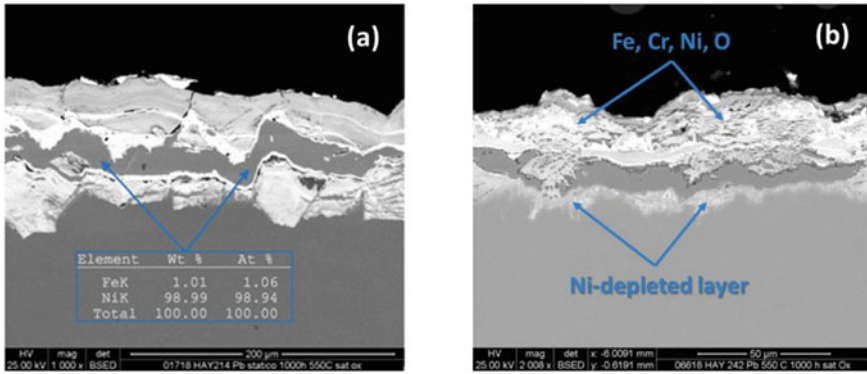 (a)
Element Wt % At %
FeK 1.01 1.06
NiK 98.99 98.94
Total 100.00 100.00
HV mag det 200 µm
25.00 kV 1 000 x BSED 01718 HAY214 Pb statico 1000h 550C sat ox
(b)
Fe, Cr, Ni, O
Ni-depleted layer
HV mag det x: -6.0091 50 µm
25.00 kV 2 008 x BSED y: -0.6191 06618 HAY 242 Pb 550 C 1000 h sat Ox